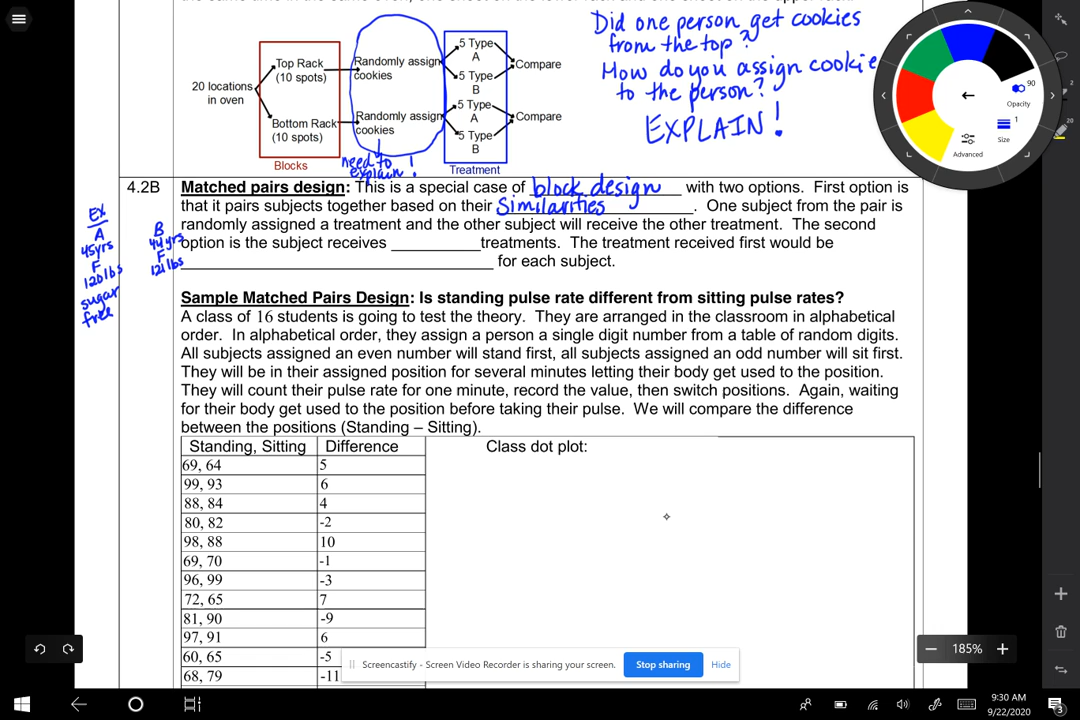 Did one person get cookies
from the top?
How do you assign cookie
to the person?
EXPLAIN!
20 locations
in oven
Top Rack
(10 spots)
Bottom Rack
(10 spots)
Blocks
Randomly assign
cookies
Randomly assign
cookies
need to
explain!
5 Type
A
5 Type
B
5 Type
A
5 Type
B
Treatment
Compare
Compare
90
Opacity
1
Size
Advanced
20
4.2B
Matched pairs design: This is a special case of block design with two options. First option is
that it pairs subjects together based on their similarities. One subject from the pair is
randomly assigned a treatment and the other subject will receive the other treatment. The second
option is the subject receives _________ treatments. The treatment received first would be
_________________________________ for each subject.
Ex
A
45yrs
F
120lbs
sugar
free
B
44yrs
F
121lbs
Sample Matched Pairs Design: Is standing pulse rate different from sitting pulse rates?
A class of 16 students is going to test the theory. They are arranged in the classroom in alphabetical
order. In alphabetical order, they assign a person a single digit number from a table of random digits.
All subjects assigned an even number will stand first, all subjects assigned an odd number will sit first.
They will be in their assigned position for several minutes letting their body get used to the position.
They will count their pulse rate for one minute, record the value, then switch positions. Again, waiting
for their body get used to the position before taking their pulse. We will compare the difference
between the positions (Standing – Sitting).
Standing, Sitting Difference Class dot plot:
69, 64 5
99, 93 6
88, 84 4
80, 82 -2
98, 88 10
69, 70 -1
96, 99 -3
72, 65 7
81, 90 -9
97, 91 6
60, 65 -5
68, 79 -11
Screencastify - Screen Video Recorder is sharing your screen.
Stop sharing
Hide
185%
9:30 AM
9/22/2020
3